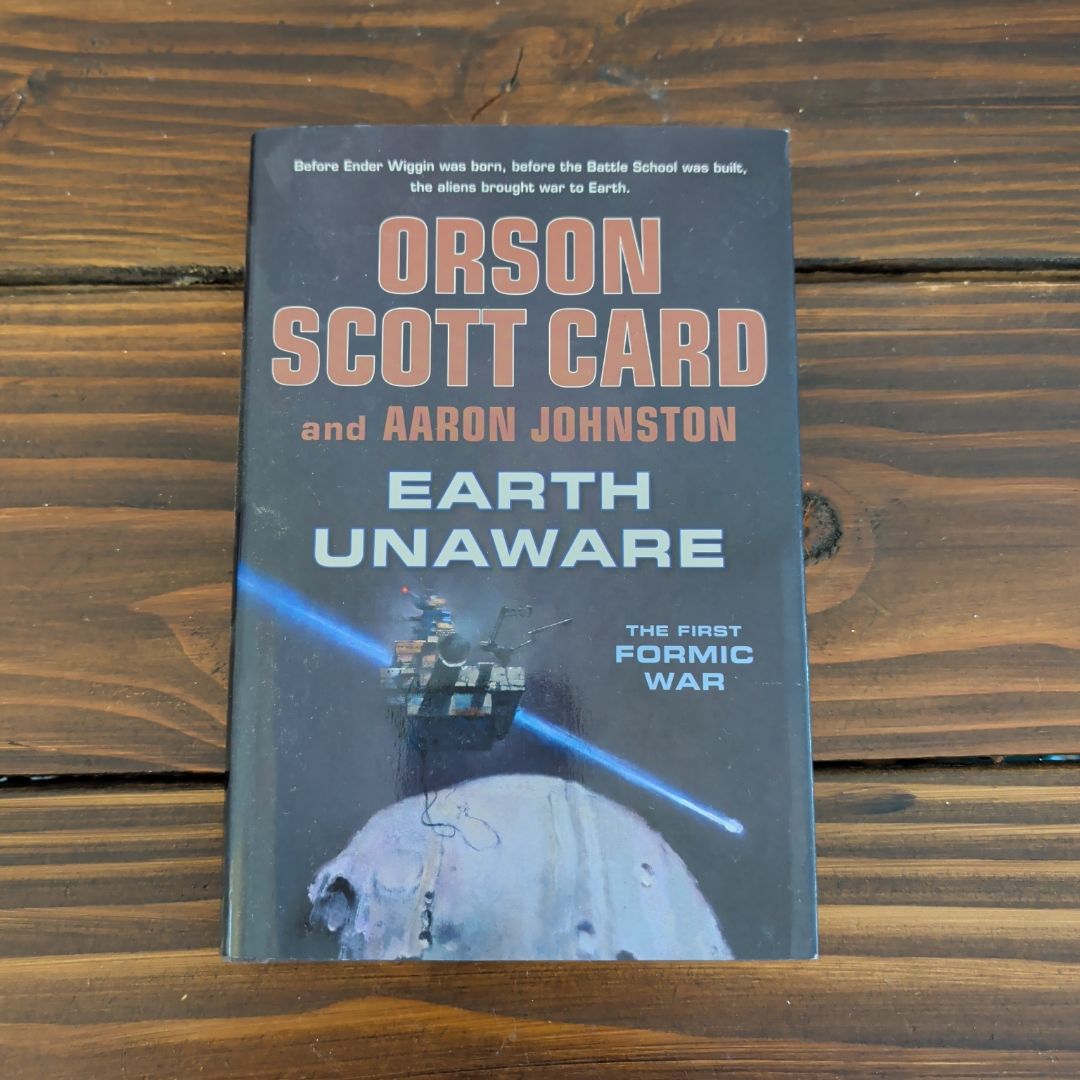 Before Ender Wiggin was born, before the Battle School was built,
the aliens brought war to Earth.
ORSON
SCOTT CARD
and AARON JOHNSTON
EARTH
UNAWARE
THE FIRST
FORMIC
WAR